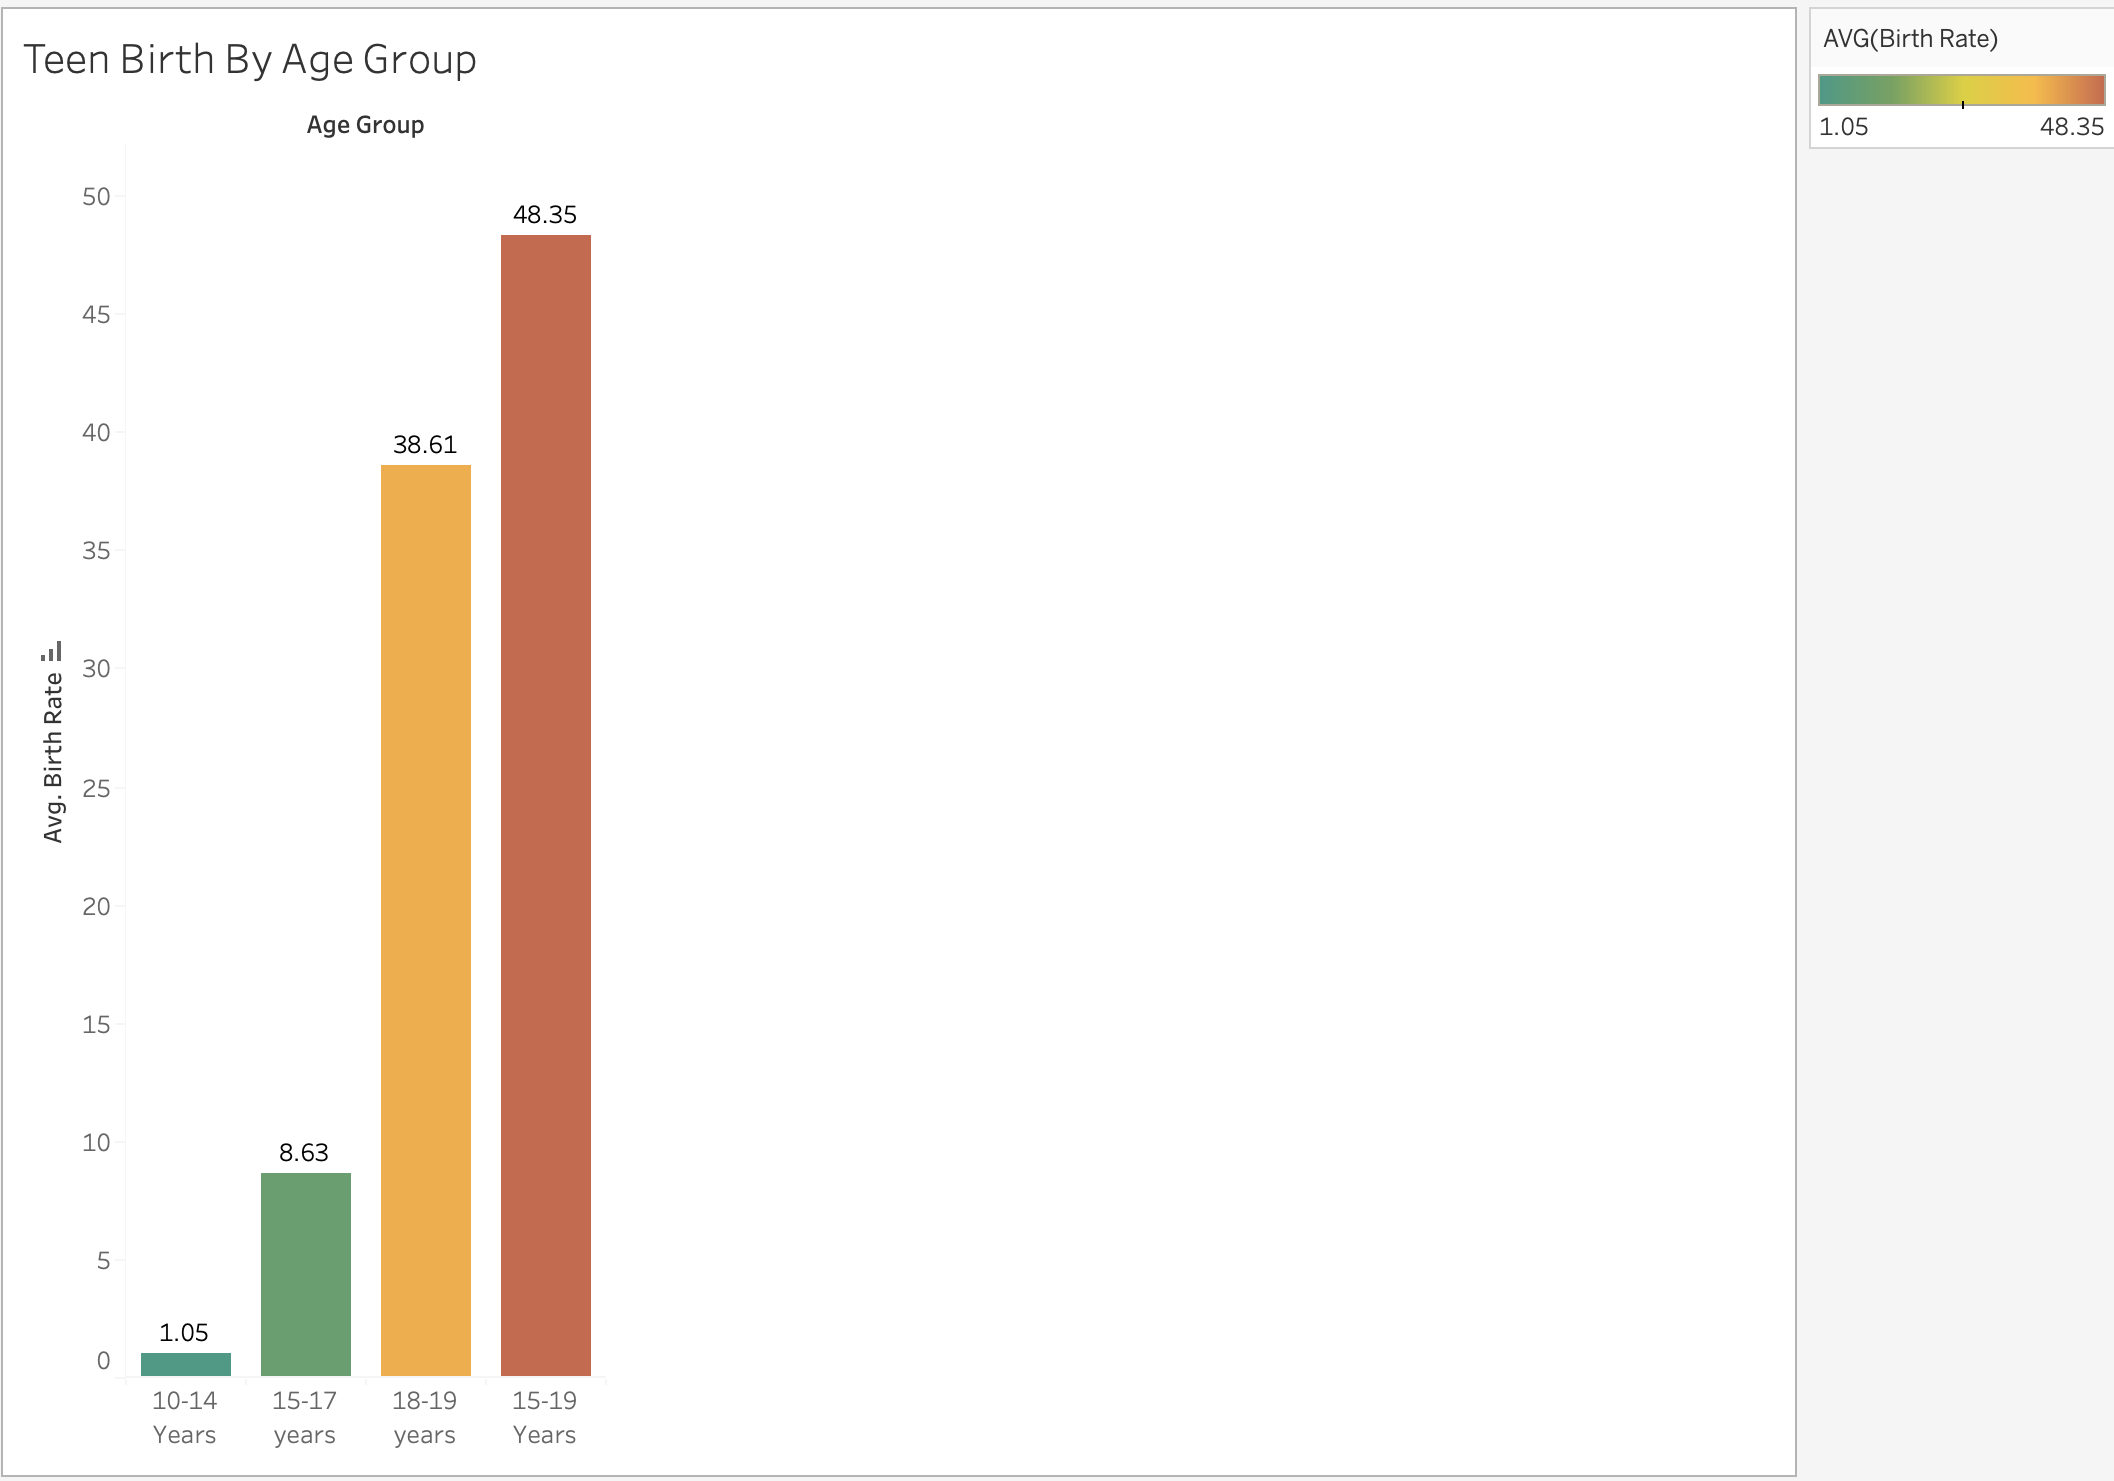 Teen Birth By Age Group
Age Group
50
45
40
35
30
25
20
15
10
5
0
Avg. Birth Rate
1.05
8.63
38.61
48.35
10-14 Years
15-17 years
18-19 years
15-19 Years
AVG(Birth Rate)
1.05 48.35